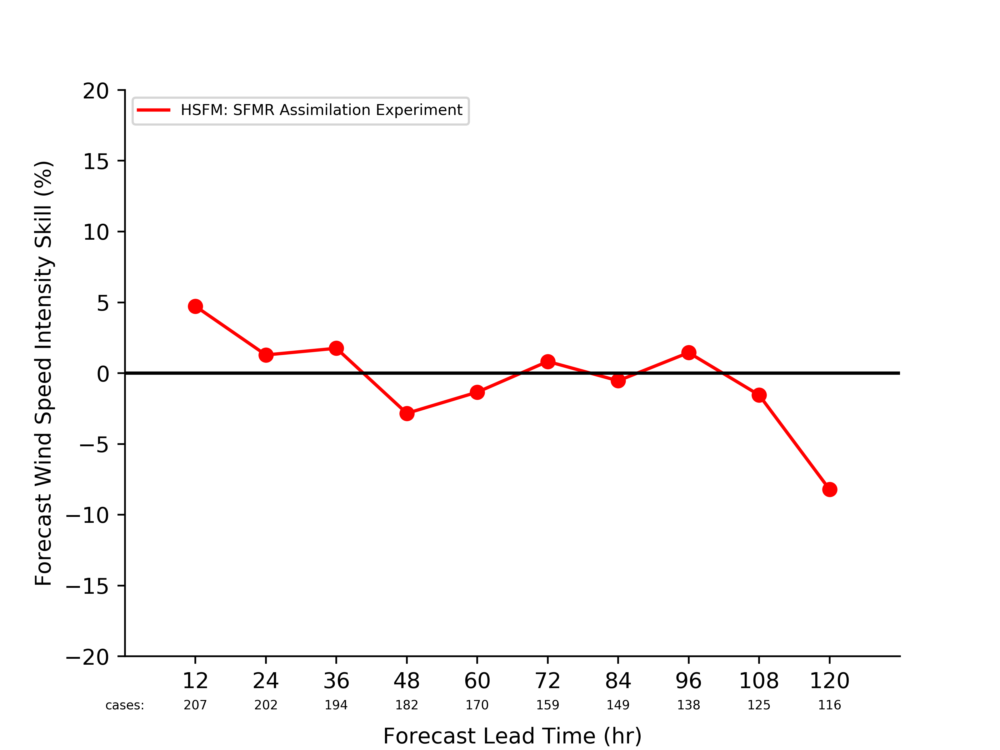 HSFM: SFMR Assimilation Experiment
Forecast Wind Speed Intensity Skill (%)
20
15
10
5
0
−5
−10
−15
−20
12 24 36 48 60 72 84 96 108 120
cases: 207 202 194 182 170 159 149 138 125 116
Forecast Lead Time (hr)